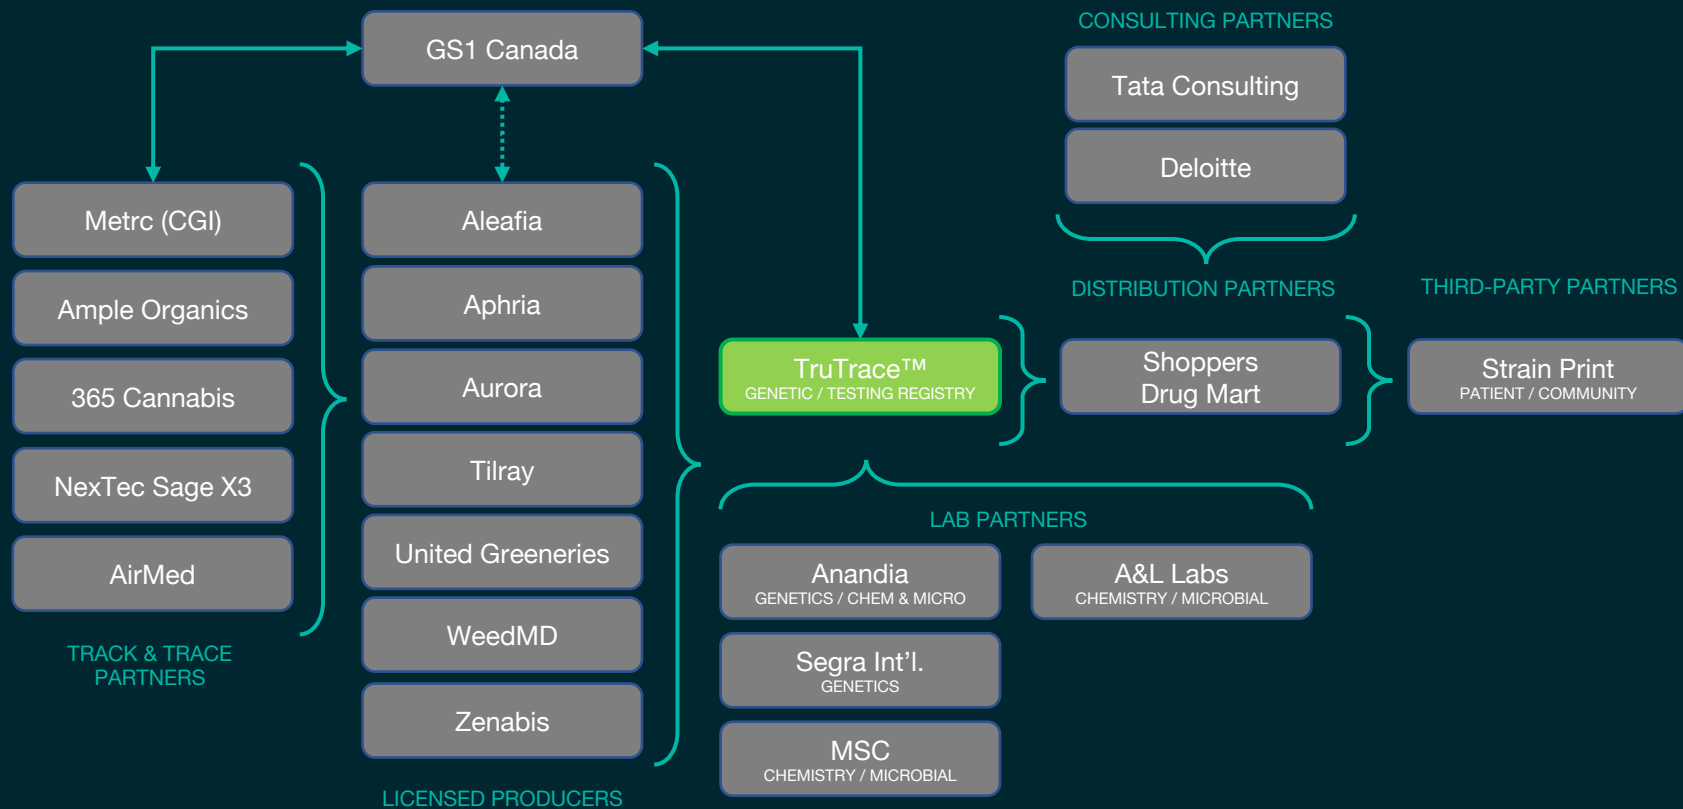 GS1 Canada
CONSULTING PARTNERS
Tata Consulting
Deloitte
Metrc (CGI)
Ample Organics
365 Cannabis
NexTec Sage X3
AirMed
TRACK & TRACE
PARTNERS
Aleafia
Aphria
Aurora
Tilray
United Greeneries
WeedMD
Zenabis
LICENSED PRODUCERS
TruTrace™
GENETIC / TESTING REGISTRY
DISTRIBUTION PARTNERS
Shoppers
Drug Mart
THIRD-PARTY PARTNERS
Strain Print
PATIENT / COMMUNITY
LAB PARTNERS
Anandia
GENETICS / CHEM & MICRO
A&L Labs
CHEMISTRY / MICROBIAL
Segra Int’l.
GENETICS
MSC
CHEMISTRY / MICROBIAL